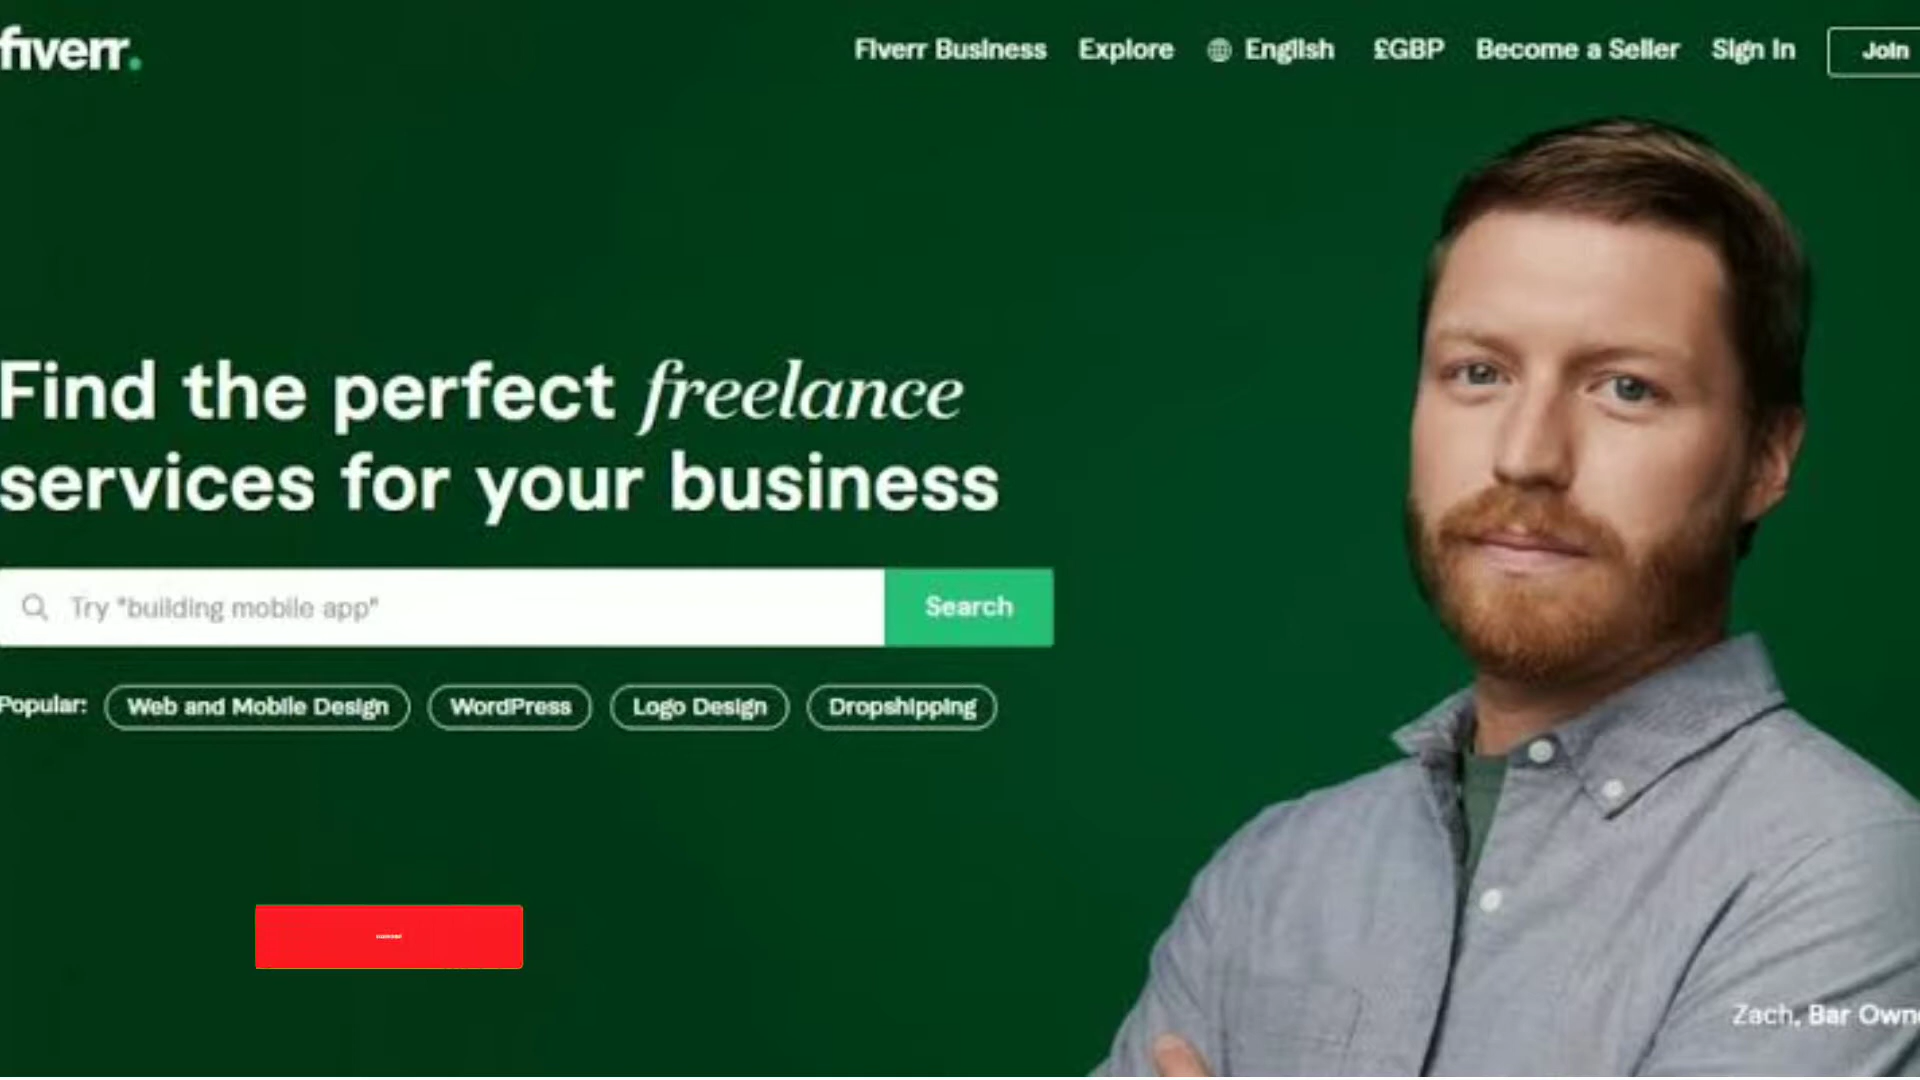 fiverr.
Fiverr Business Explore English £GBP Become a Seller Sign In Join
Find the perfect freelance
services for your business
Try "building mobile app"
Search
Popular: Web and Mobile Design WordPress Logo Design Dropshipping
Zach, Bar Owne